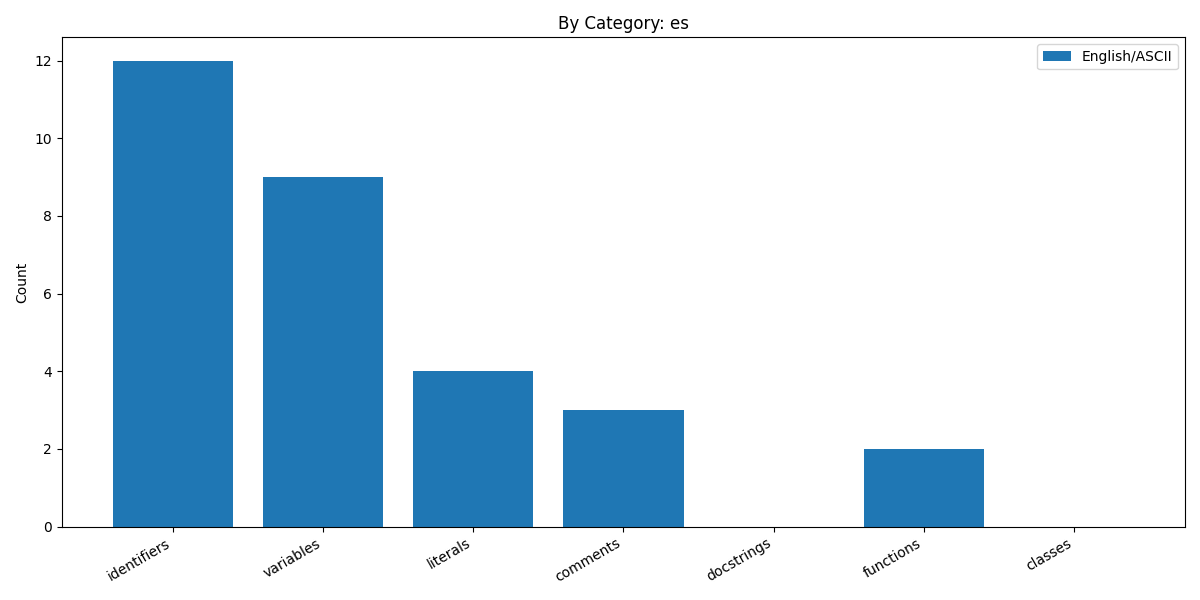 By Category: es
English/ASCII
Count
12
10
8
6
4
2
0
identifiers
variables
literals
comments
docstrings
functions
classes